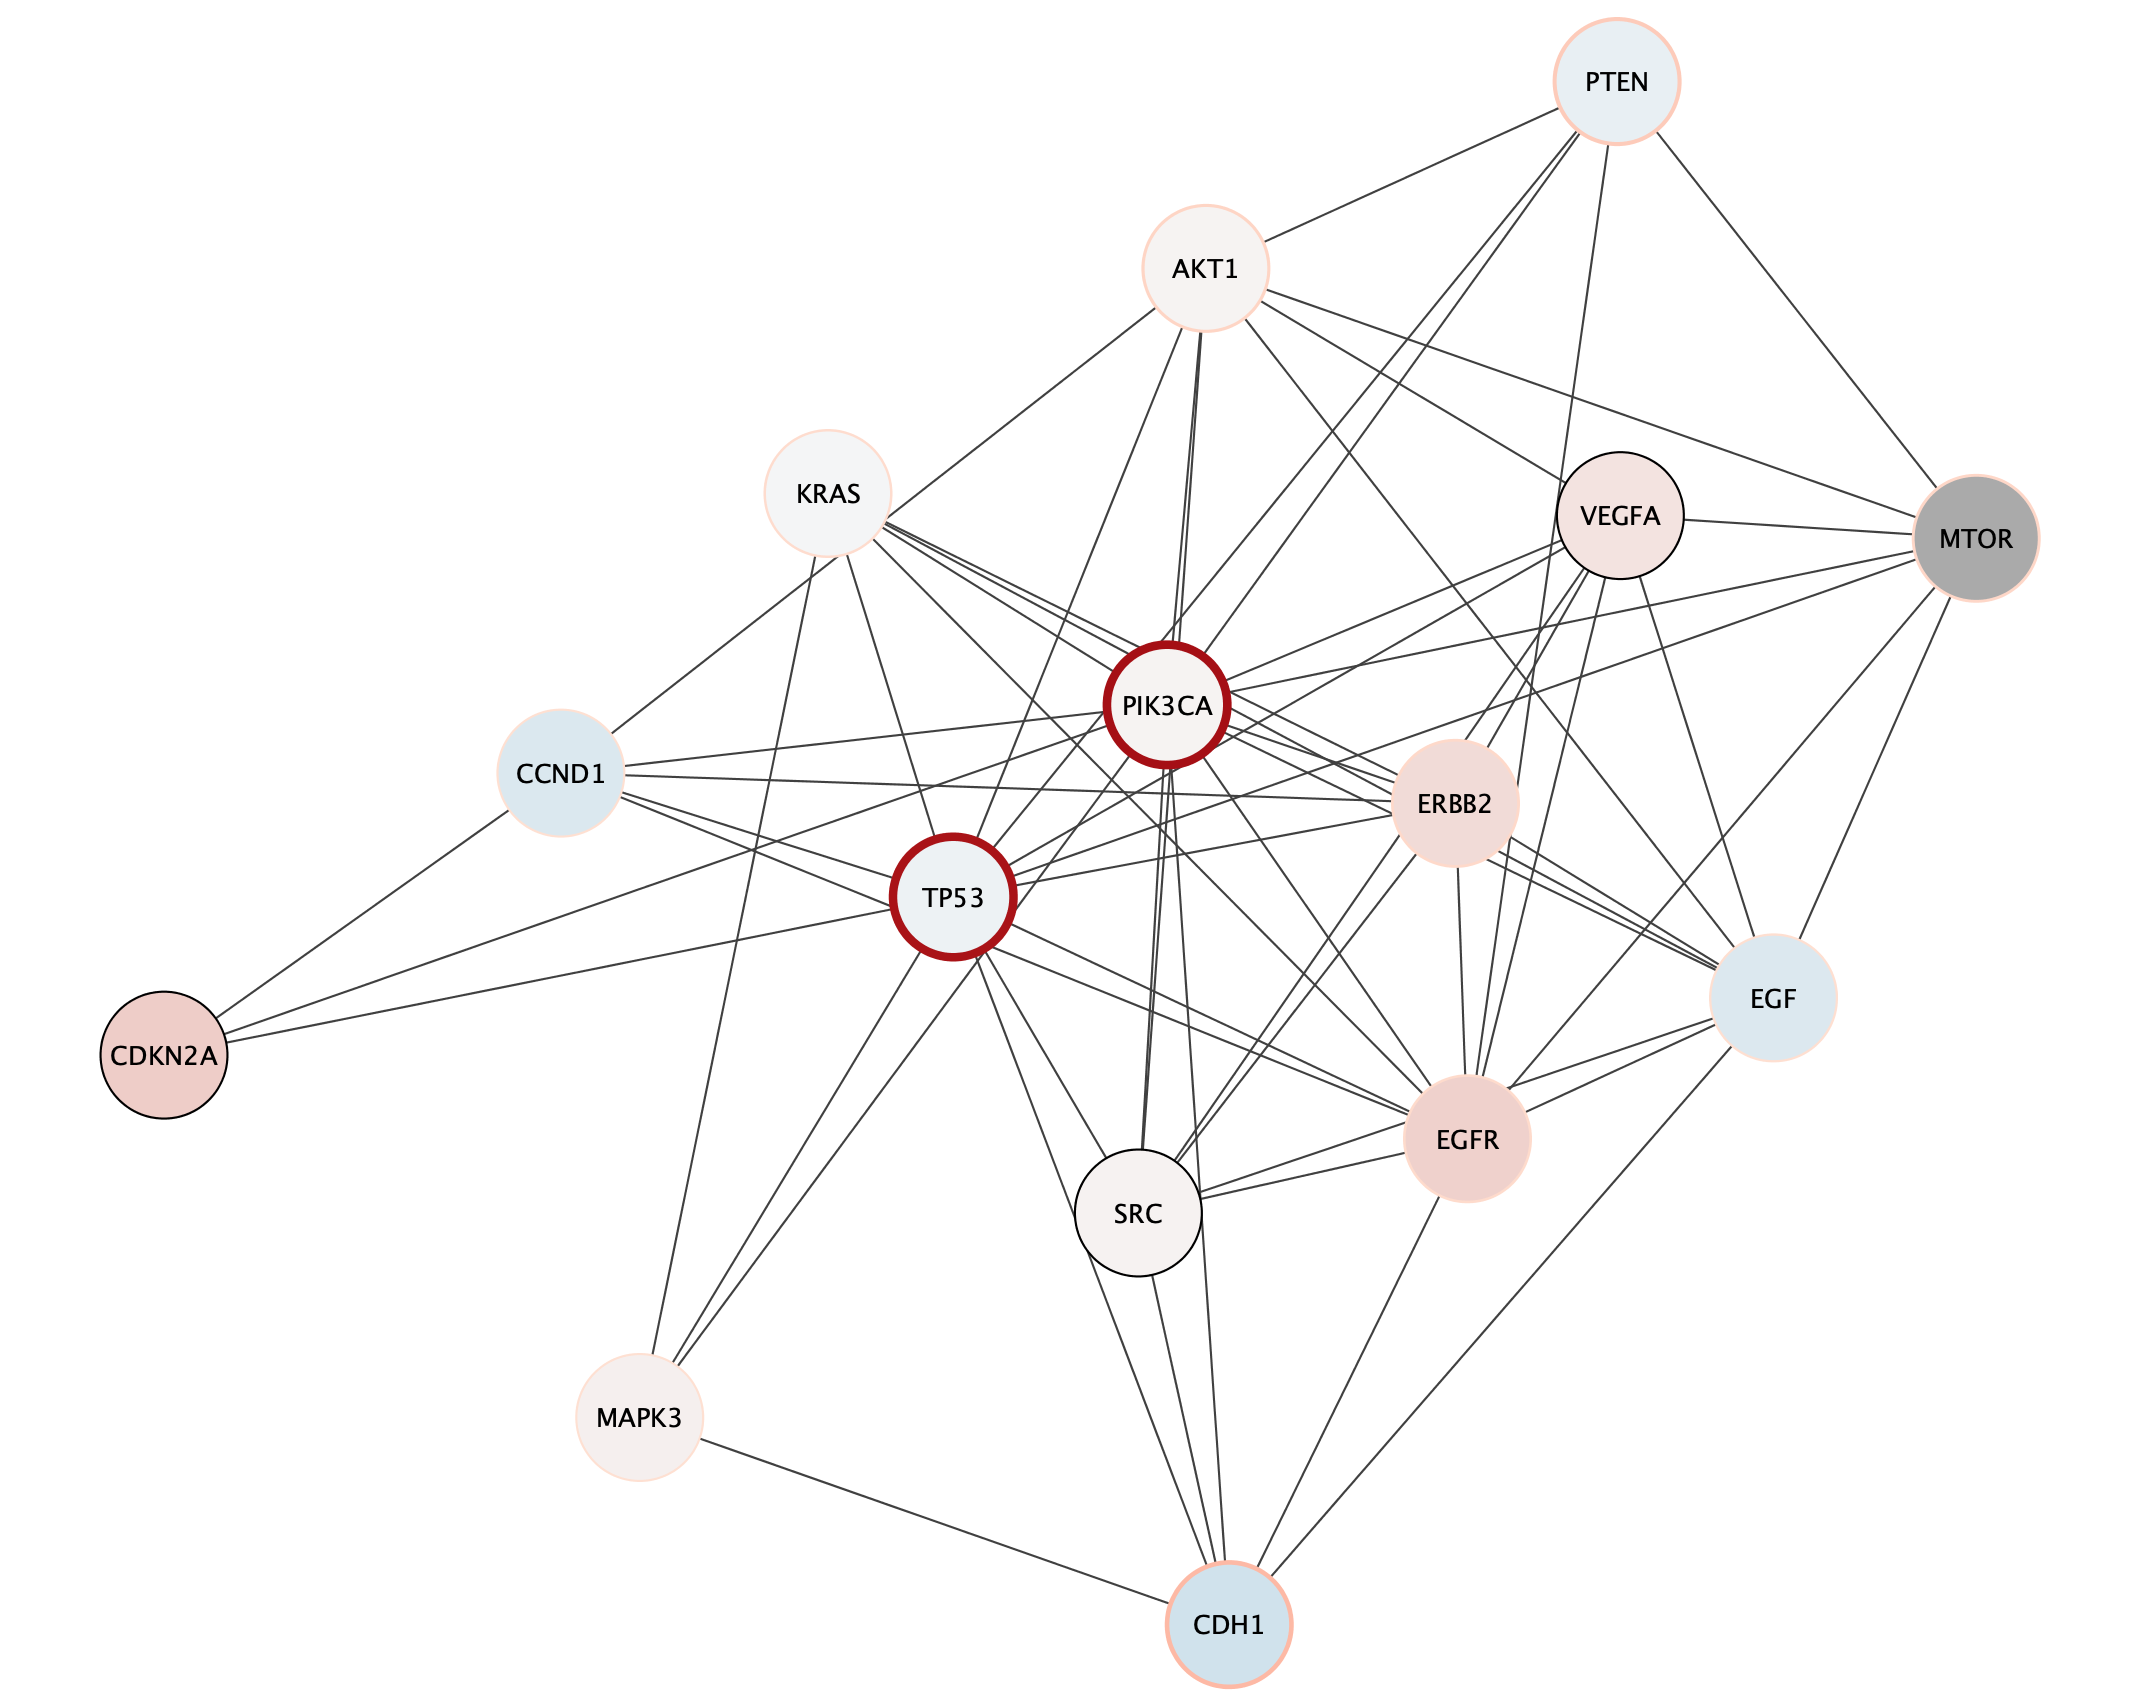 PTEN
AKT1
KRAS
VEGFA
MTOR
PIK3CA
CCND1
ERBB2
TP53
EGF
CDKN2A
EGFR
SRC
MAPK3
CDH1